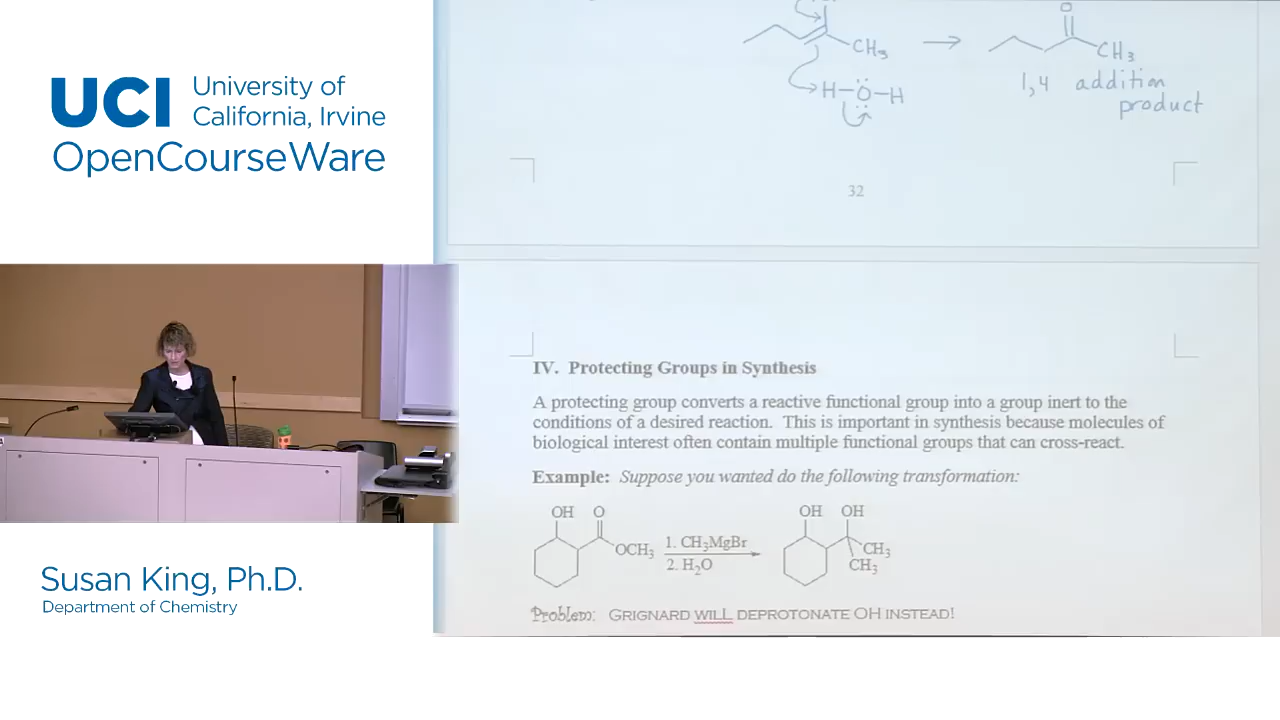 UCI University of
California, Irvine
OpenCourseWare
CH₃
O
CH₃
H–Ö–H
1,4 addition
product
32
IV. Protecting Groups in Synthesis
A protecting group converts a reactive functional group into a group inert to the
conditions of a desired reaction. This is important in synthesis because molecules of
biological interest often contain multiple functional groups that can cross-react.
Example: Suppose you wanted do the following transformation:
OH O
OCH₃
1. CH₃MgBr
2. H₂O
OH OH
CH₃
CH₃
Problem: GRIGNARD WILL DEPROTONATE OH INSTEAD!
Susan King, Ph.D.
Department of Chemistry